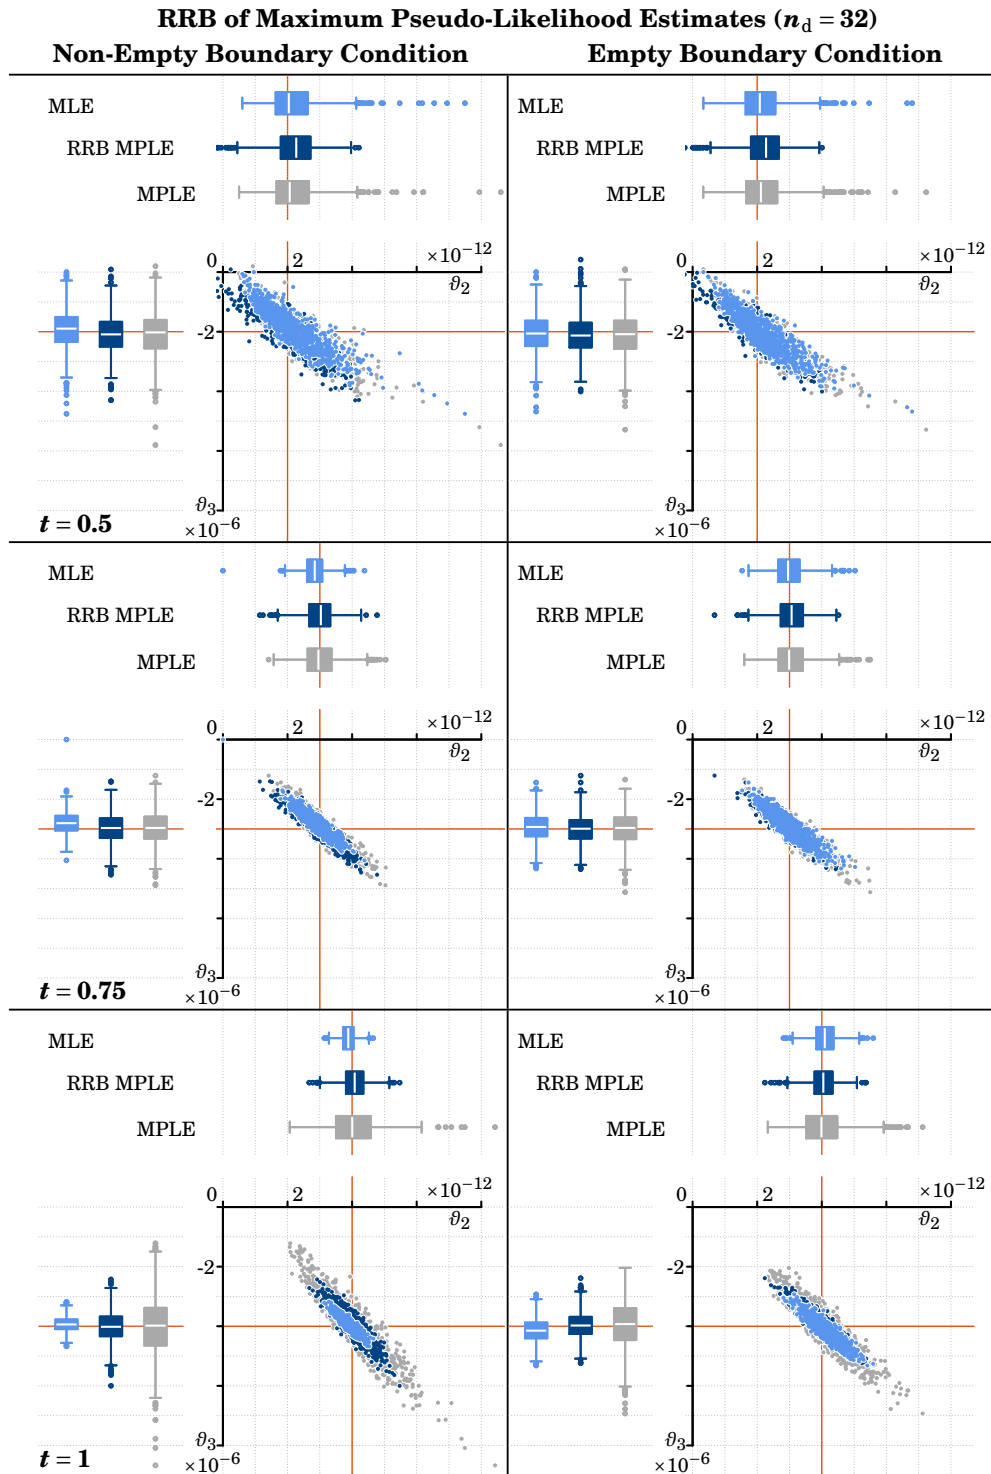 RRB of Maximum Pseudo-Likelihood Estimates (n_d = 32)
Non-Empty Boundary Condition
Empty Boundary Condition
MLE
RRB MPLE
MPLE
0 2 ×10⁻¹²
ϑ₂
-2
ϑ₃
×10⁻⁶
t = 0.5
MLE
RRB MPLE
MPLE
0 2 ×10⁻¹²
ϑ₂
-2
ϑ₃
×10⁻⁶
MLE
RRB MPLE
MPLE
0 2 ×10⁻¹²
ϑ₂
-2
ϑ₃
×10⁻⁶
t = 0.75
MLE
RRB MPLE
MPLE
0 2 ×10⁻¹²
ϑ₂
-2
ϑ₃
×10⁻⁶
MLE
RRB MPLE
MPLE
0 2 ×10⁻¹²
ϑ₂
-2
ϑ₃
×10⁻⁶
t = 1
MLE
RRB MPLE
MPLE
0 2 ×10⁻¹²
ϑ₂
-2
ϑ₃
×10⁻⁶